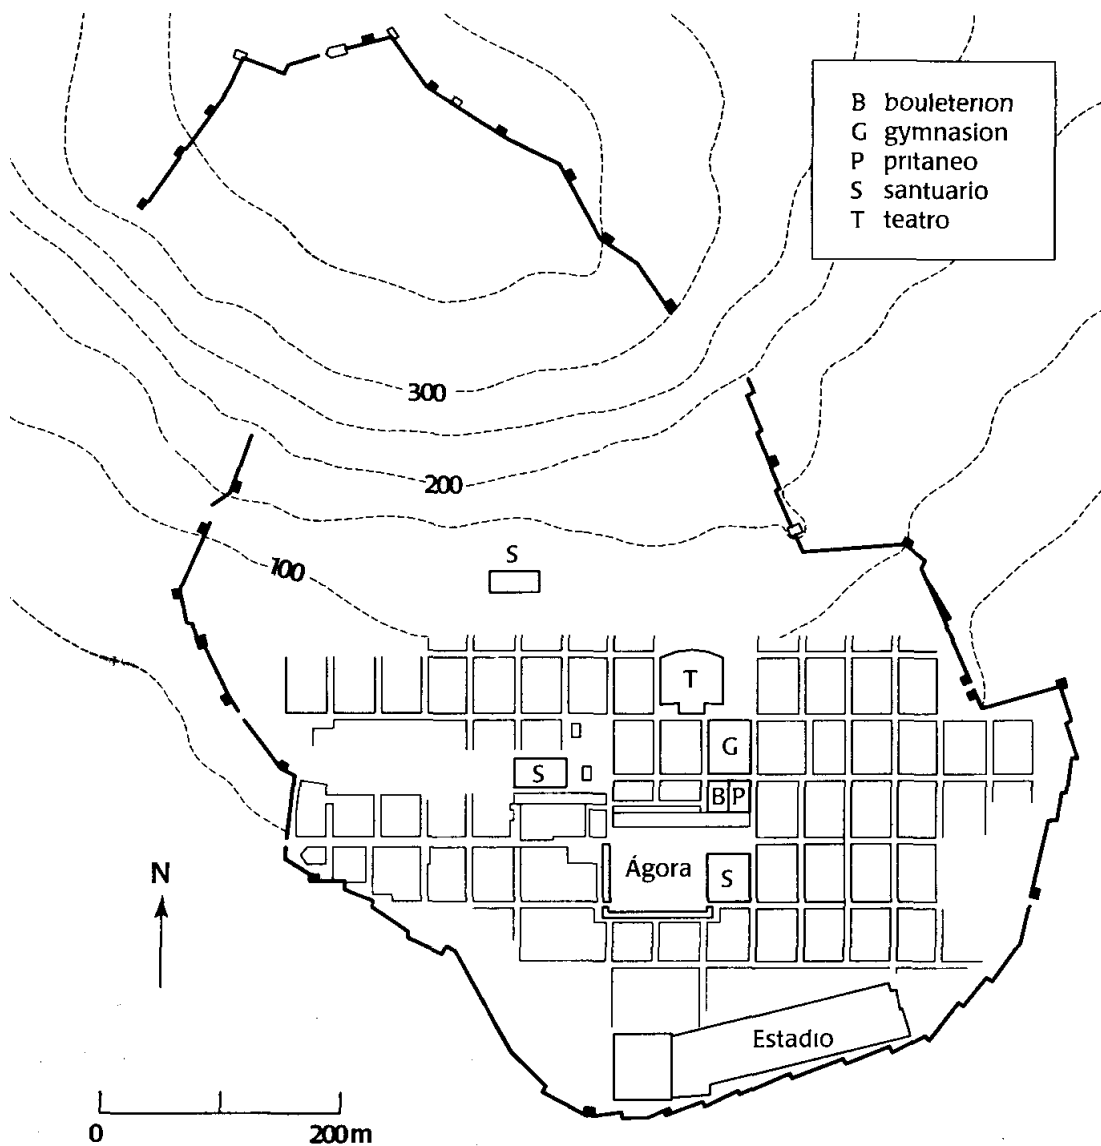 B bouleterion
G gymnasion
P pritaneo
S santuario
T teatro
300
200
100
S
T
G
S
B P
Ágora
S
N
Estadio
0 200m